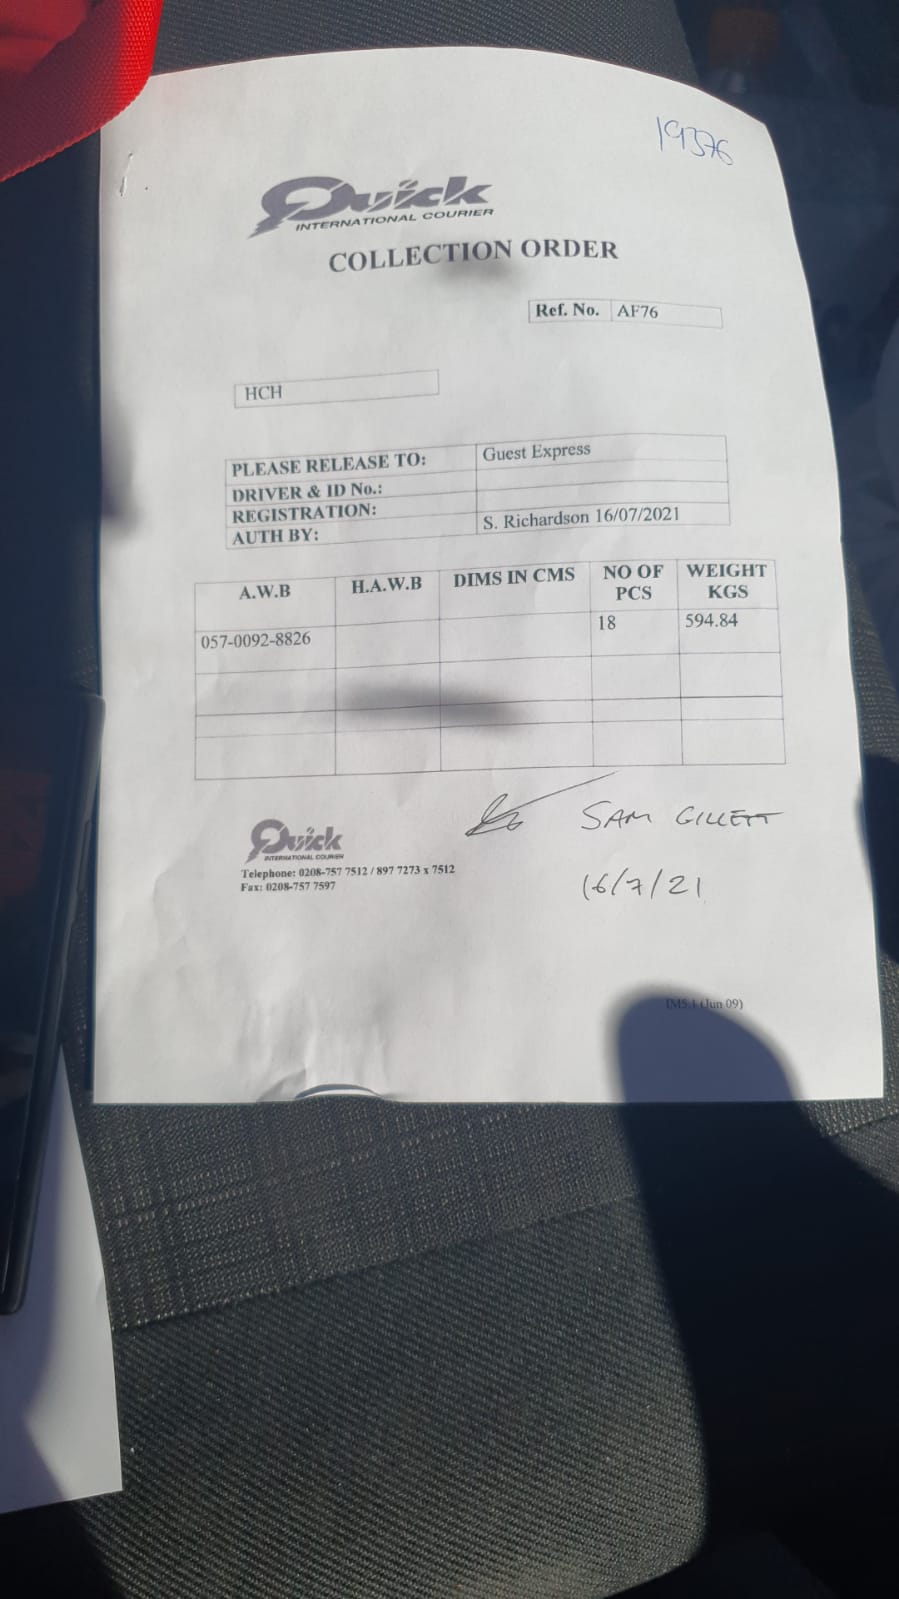 19376
Quick
INTERNATIONAL COURIER
COLLECTION ORDER
Ref. No. AF76
HCH
PLEASE RELEASE TO: Guest Express
DRIVER & ID No.:
REGISTRATION:
AUTH BY: S. Richardson 16/07/2021
A.W.B H.A.W.B DIMS IN CMS NO OF PCS WEIGHT KGS
057-0092-8826 18 594.84
SAM GILLETT
16/7/21
Quick
INTERNATIONAL COURIER
Telephone: 0208-757 7512 / 897 7273 x 7512
Fax: 0208-757 7597
IMS.1 (Jun 09)